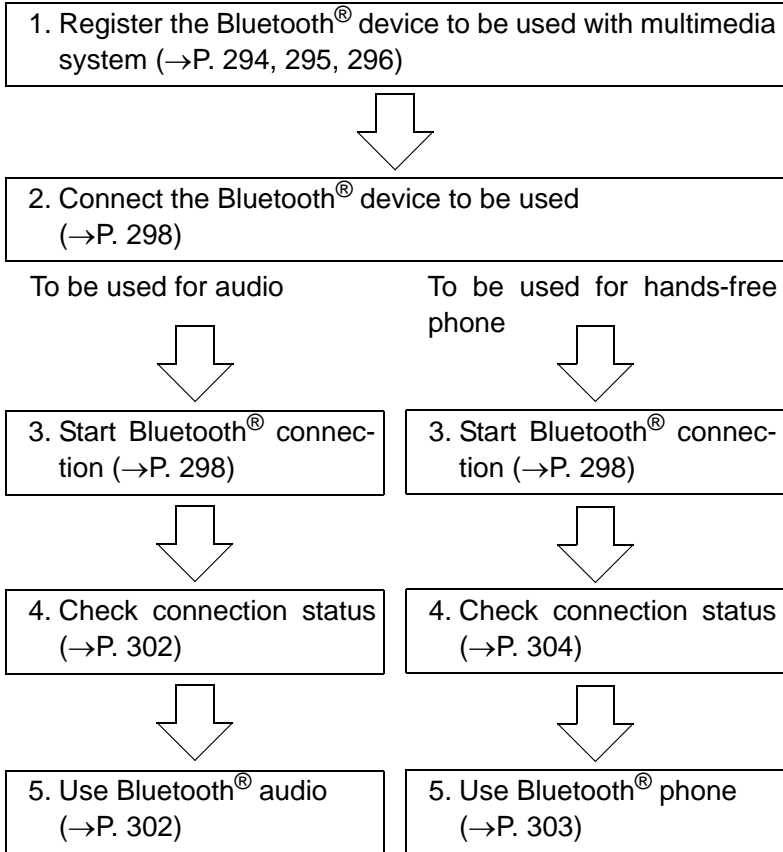 1. Register the Bluetooth® device to be used with multimedia
system (→P. 294, 295, 296)
2. Connect the Bluetooth® device to be used
(→P. 298)
To be used for audio
To be used for hands-free
phone
3. Start Bluetooth® connec-
tion (→P. 298)
3. Start Bluetooth® connec-
tion (→P. 298)
4. Check connection status
(→P. 302)
4. Check connection status
(→P. 304)
5. Use Bluetooth® audio
(→P. 302)
5. Use Bluetooth® phone
(→P. 303)